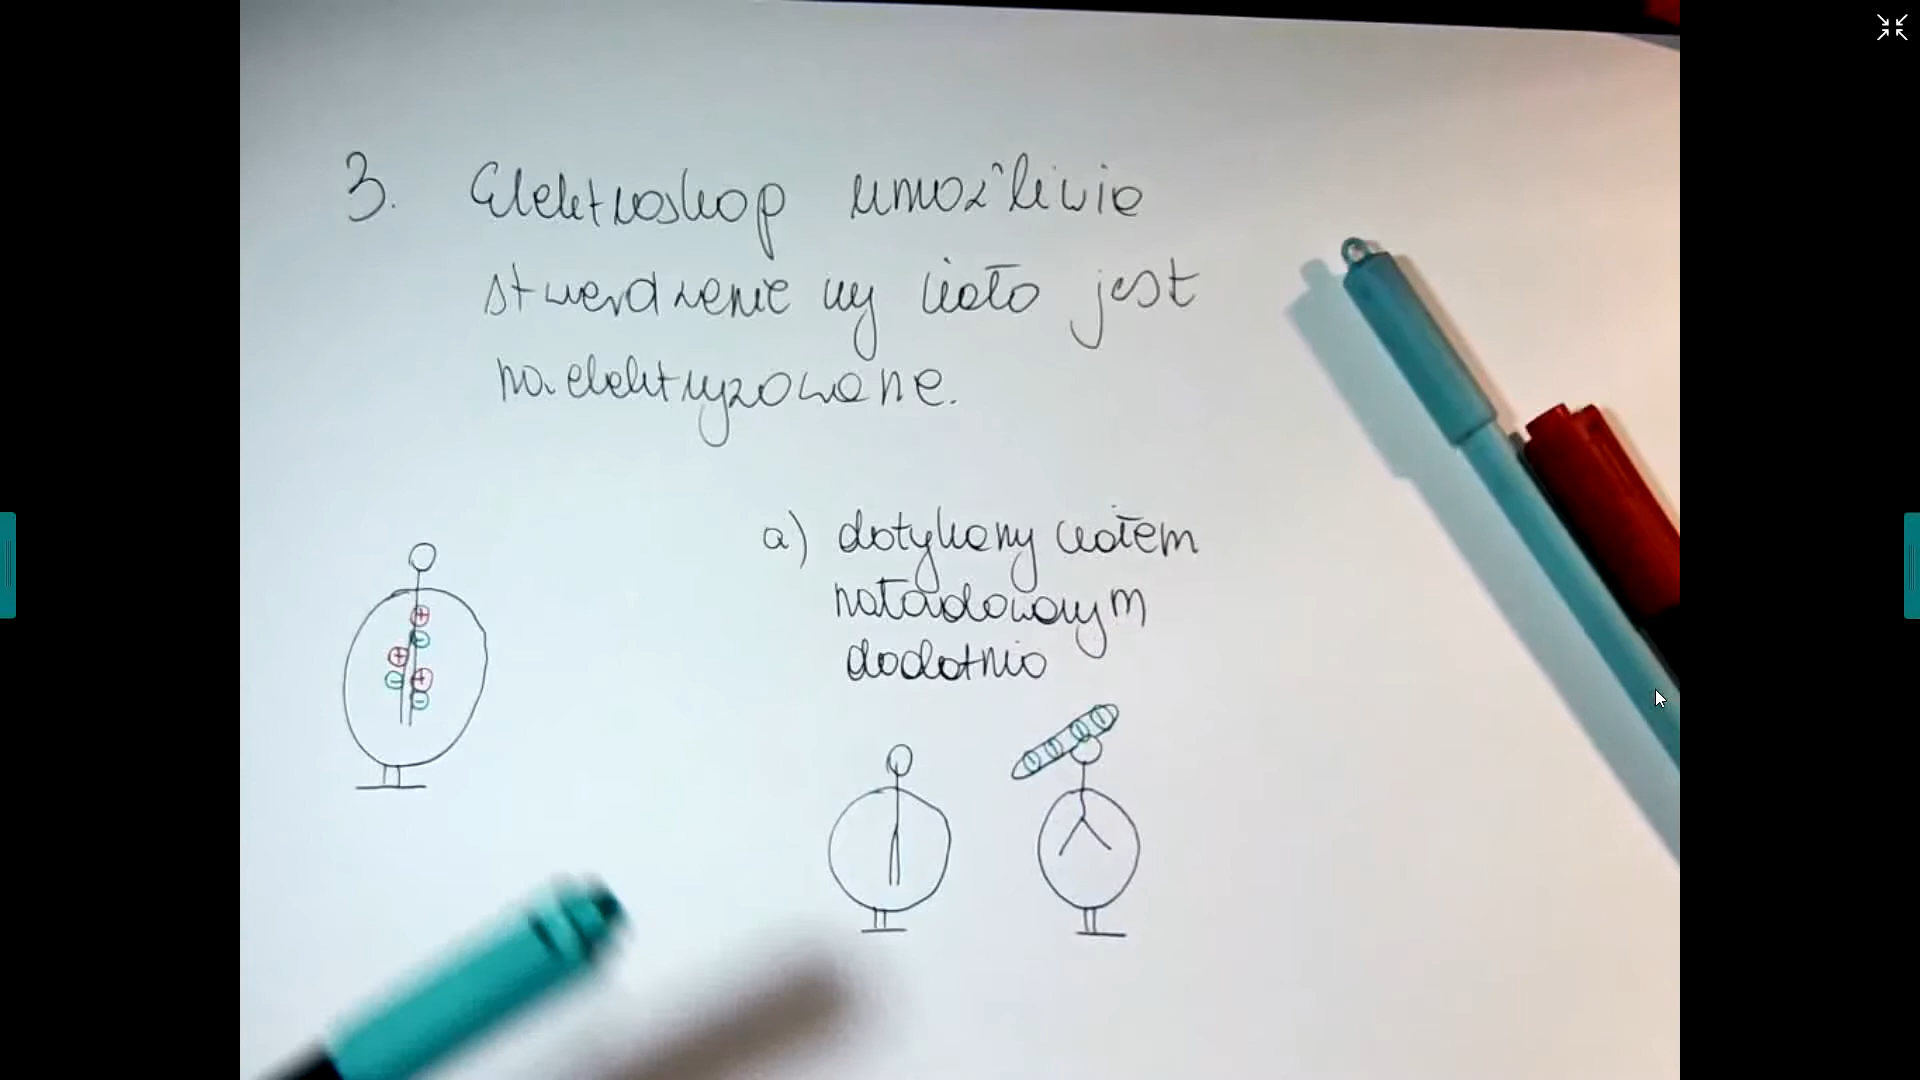 3. Elektroskop umożliwia
stwierdzenie czy ciało jest
naelektryzowane.
a) dotykamy ciałem
naładowanym
dodatnio